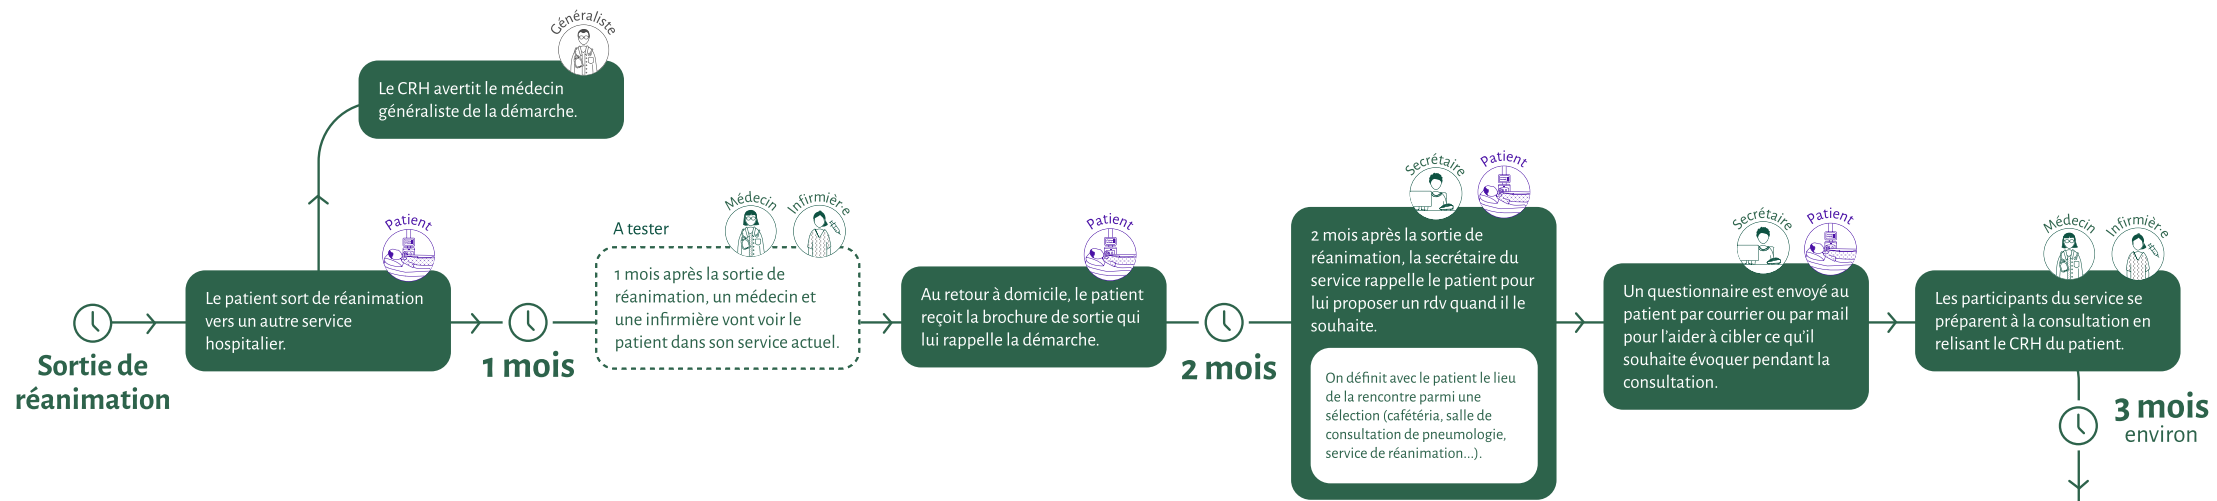 Généraliste
Le CRH avertit le médecin
généraliste de la démarche.
Sortie de
réanimation
Patient
Le patient sort de réanimation
vers un autre service
hospitalier.
1 mois
A tester
Médecin
Infirmièr·e
1 mois après la sortie de
réanimation, un médecin et
une infirmière vont voir le
patient dans son service actuel.
Patient
Au retour à domicile, le patient
reçoit la brochure de sortie qui
lui rappelle la démarche.
2 mois
Secrétaire
Patient
2 mois après la sortie de
réanimation, la secrétaire du
service rappelle le patient pour
lui proposer un rdv quand il le
souhaite.
On définit avec le patient le lieu
de la rencontre parmi une
sélection (cafétéria, salle de
consultation de pneumologie,
service de réanimation...).
Secrétaire
Patient
Un questionnaire est envoyé au
patient par courrier ou par mail
pour l'aider à cibler ce qu'il
souhaite évoquer pendant la
consultation.
Médecin
Infirmièr·e
Les participants du service se
préparent à la consultation en
relisant le CRH du patient.
3 mois
environ